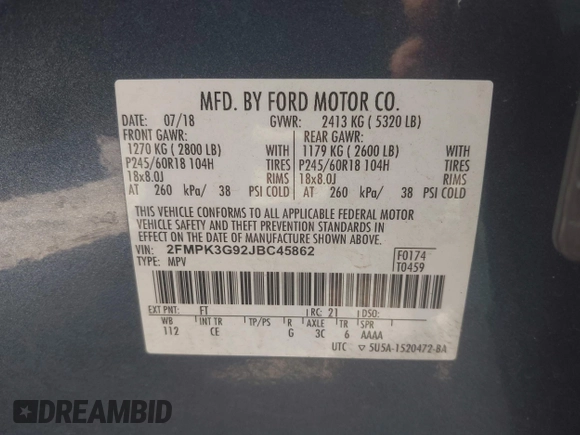 MFD. BY FORD MOTOR CO.
DATE: 07/18 GVWR: 2413 KG ( 5320 LB)
FRONT GAWR: REAR GAWR:
1270 KG ( 2800 LB) WITH 1179 KG ( 2600 LB) WITH
P245/60R18 104H TIRES P245/60R18 104H TIRES
18x8.0J RIMS 18x8.0J RIMS
AT 260 kPa/ 38 PSI COLD AT 260 kPa/ 38 PSI COLD
THIS VEHICLE CONFORMS TO ALL APPLICABLE FEDERAL MOTOR
VEHICLE SAFETY AND THEFT PREVENTION STANDARDS IN
EFFECT ON THE DATE OF MANUFACTURE SHOWN ABOVE.
VIN: 2FMPK3G92JBC45862 F0174
TYPE: MPV T0459
EXT PNT: FT RC: 21 DSO:
WB INT TR TP/PS R AXLE TR SPR
112 CE G 3C 6 AAAA
UTC ▽ 5U5A-1520472-BA
DREAMBID